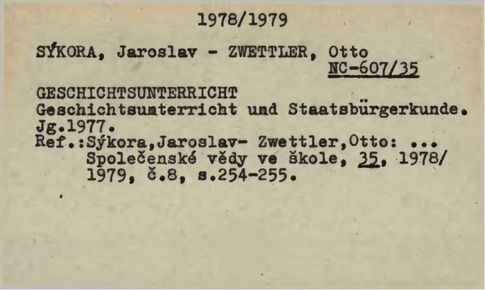 1978/1979
SÝKORA, Jaroslav - ZWETTLER, Otto
NC-607/35
GESCHICHTSUNTERRICHT
Geschichtsunterricht und Staatsbürgerkunde.
Jg.1977.
Ref.:Sýkora,Jaroslav- Zwettler,Otto: ...
Společenské vědy ve škole, 35, 1978/
1979, č.8, s.254-255.